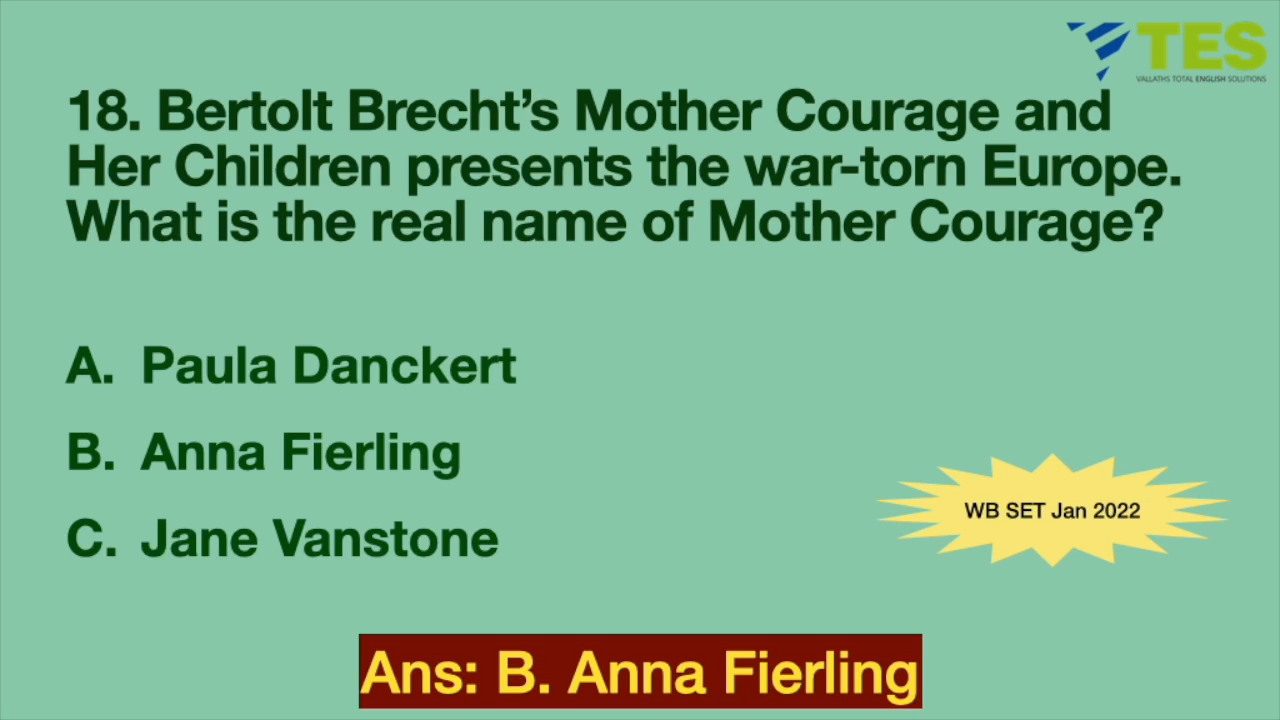 TES
VALLATHS TOTAL ENGLISH SOLUTIONS
18. Bertolt Brecht’s Mother Courage and
Her Children presents the war-torn Europe.
What is the real name of Mother Courage?
A. Paula Danckert
B. Anna Fierling
C. Jane Vanstone
WB SET Jan 2022
Ans: B. Anna Fierling